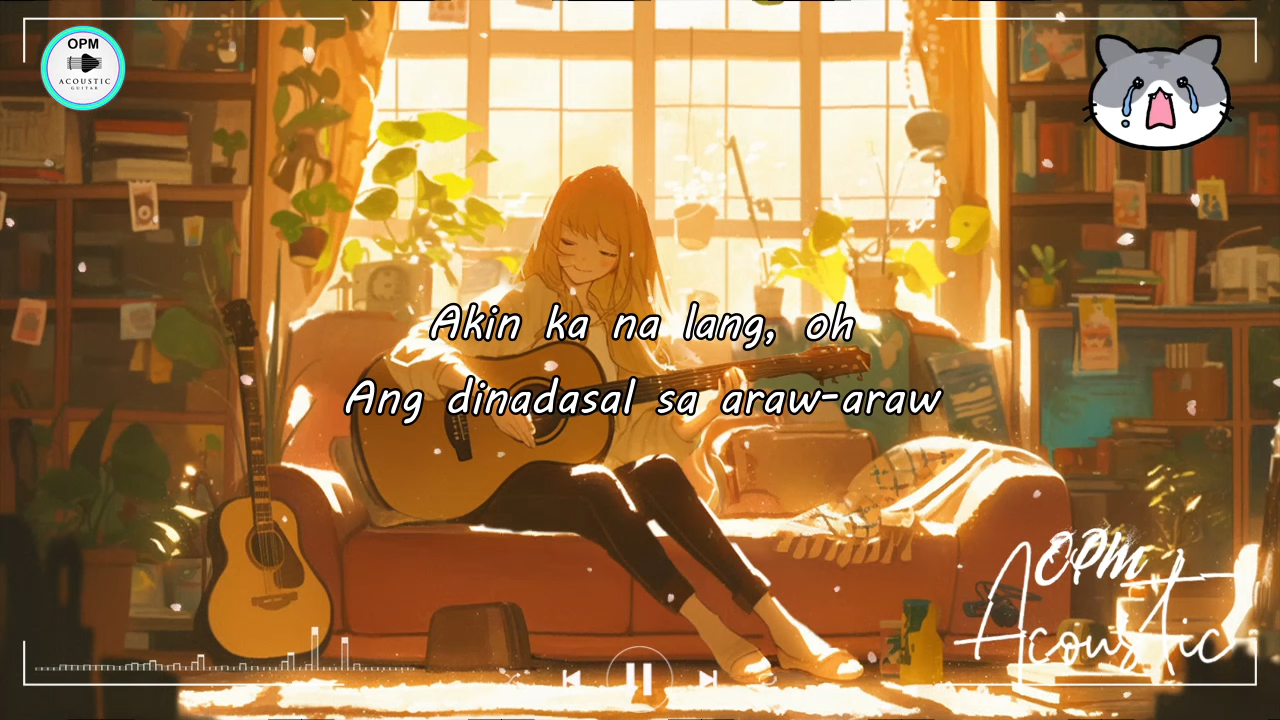 OPM
ACOUSTIC
GUITAR
Akin ka na lang, oh
Ang dinadasal sa araw-araw
OPM
Acoustic